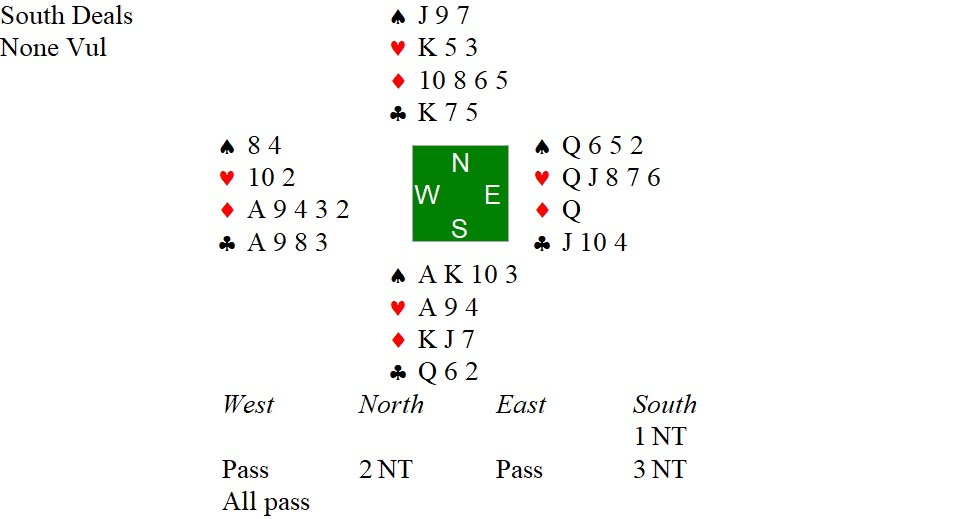 South Deals
None Vul
♠ J 9 7
♥ K 5 3
♦ 10 8 6 5
♣ K 7 5
♠ 8 4
♥ 10 2
♦ A 9 4 3 2
♣ A 9 8 3
N
W E
S
♠ Q 6 5 2
♥ Q J 8 7 6
♦ Q
♣ J 10 4
♠ A K 10 3
♥ A 9 4
♦ K J 7
♣ Q 6 2
West North East South
1 NT
Pass 2 NT Pass 3 NT
All pass